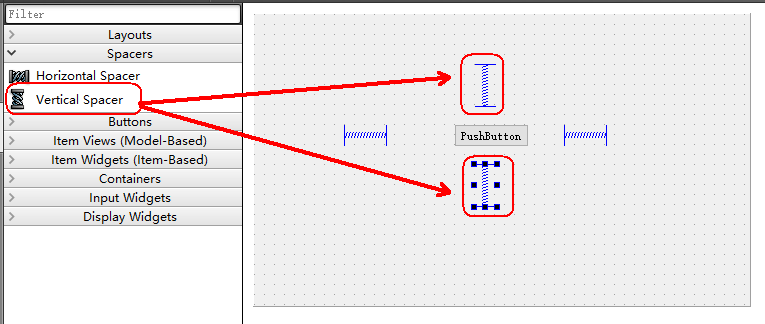 Filter
Layouts
Spacers
Horizontal Spacer
Vertical Spacer
Buttons
Item Views (Model-Based)
Item Widgets (Item-Based)
Containers
Input Widgets
Display Widgets
PushButton